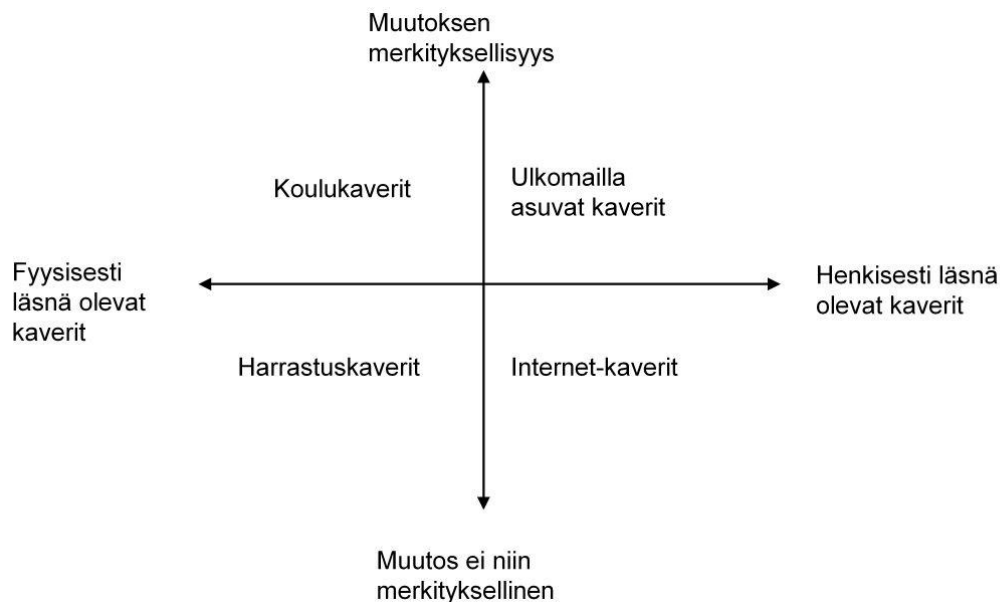 Muutoksen
merkityksellisyys
Koulukaverit
Ulkomailla
asuvat kaverit
Fyysisesti
läsnä olevat
kaverit
Henkisesti läsnä
olevat kaverit
Harrastuskaverit
Internet-kaverit
Muutos ei niin
merkityksellinen